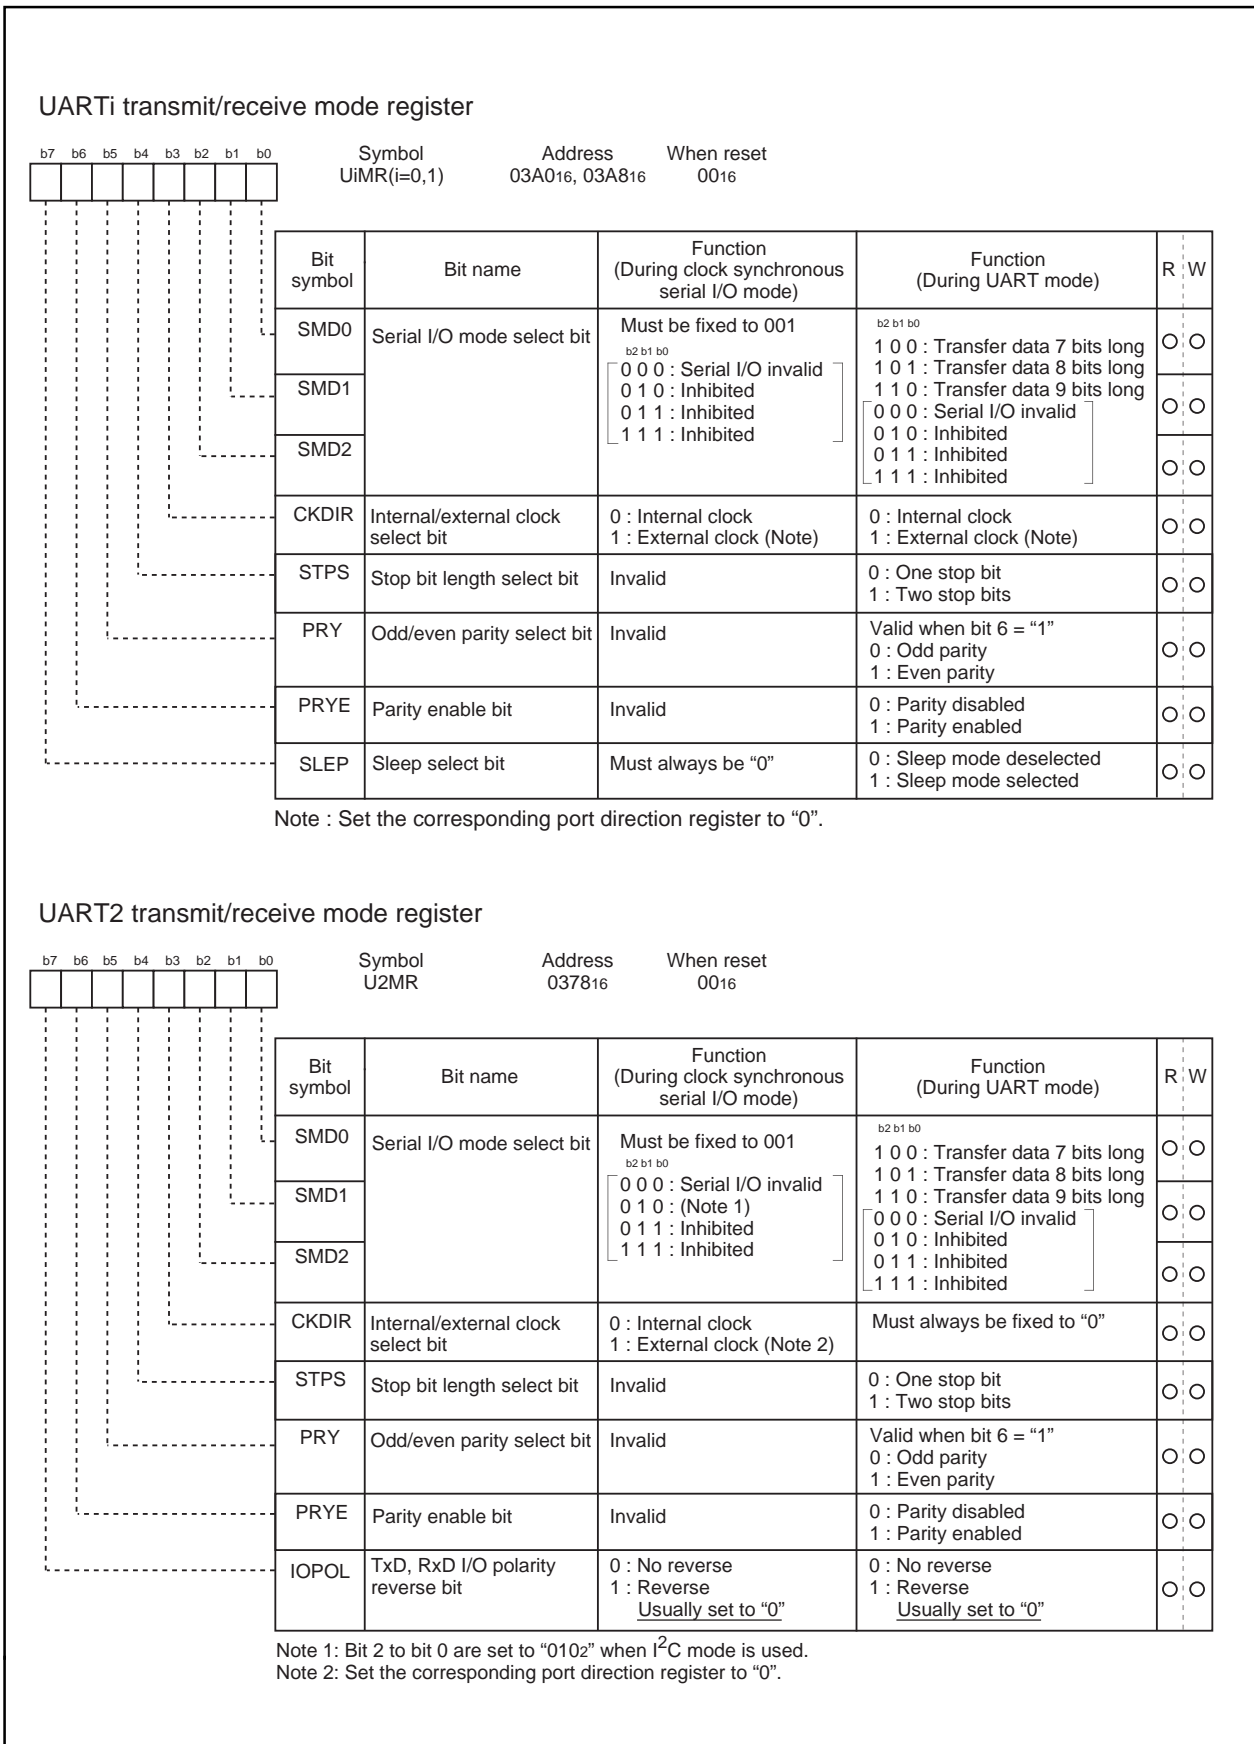 UARTi transmit/receive mode register
b7 b6 b5 b4 b3 b2 b1 b0
Symbol Address When reset
UiMR(i=0,1) 03A016, 03A816 0016
Bit symbol Bit name Function (During clock synchronous serial I/O mode) Function (During UART mode) R W
SMD0 Serial I/O mode select bit
SMD1
SMD2
Must be fixed to 001
b2 b1 b0
0 0 0 : Serial I/O invalid
0 1 0 : Inhibited
0 1 1 : Inhibited
1 1 1 : Inhibited
b2 b1 b0
1 0 0 : Transfer data 7 bits long
1 0 1 : Transfer data 8 bits long
1 1 0 : Transfer data 9 bits long
0 0 0 : Serial I/O invalid
0 1 0 : Inhibited
0 1 1 : Inhibited
1 1 1 : Inhibited
CKDIR Internal/external clock select bit
0 : Internal clock
1 : External clock (Note)
0 : Internal clock
1 : External clock (Note)
STPS Stop bit length select bit Invalid
0 : One stop bit
1 : Two stop bits
PRY Odd/even parity select bit Invalid
Valid when bit 6 = “1”
0 : Odd parity
1 : Even parity
PRYE Parity enable bit Invalid
0 : Parity disabled
1 : Parity enabled
SLEP Sleep select bit Must always be “0”
0 : Sleep mode deselected
1 : Sleep mode selected
Note : Set the corresponding port direction register to “0”.
UART2 transmit/receive mode register
b7 b6 b5 b4 b3 b2 b1 b0
Symbol Address When reset
U2MR 037816 0016
Bit symbol Bit name Function (During clock synchronous serial I/O mode) Function (During UART mode) R W
SMD0 Serial I/O mode select bit
SMD1
SMD2
Must be fixed to 001
b2 b1 b0
0 0 0 : Serial I/O invalid
0 1 0 : (Note 1)
0 1 1 : Inhibited
1 1 1 : Inhibited
b2 b1 b0
1 0 0 : Transfer data 7 bits long
1 0 1 : Transfer data 8 bits long
1 1 0 : Transfer data 9 bits long
0 0 0 : Serial I/O invalid
0 1 0 : Inhibited
0 1 1 : Inhibited
1 1 1 : Inhibited
CKDIR Internal/external clock select bit
0 : Internal clock
1 : External clock (Note 2)
Must always be fixed to “0”
STPS Stop bit length select bit Invalid
0 : One stop bit
1 : Two stop bits
PRY Odd/even parity select bit Invalid
Valid when bit 6 = “1”
0 : Odd parity
1 : Even parity
PRYE Parity enable bit Invalid
0 : Parity disabled
1 : Parity enabled
IOPOL TxD, RxD I/O polarity reverse bit
0 : No reverse
1 : Reverse
Usually set to “0”
0 : No reverse
1 : Reverse
Usually set to “0”
Note 1: Bit 2 to bit 0 are set to “0102” when I2C mode is used.
Note 2: Set the corresponding port direction register to “0”.